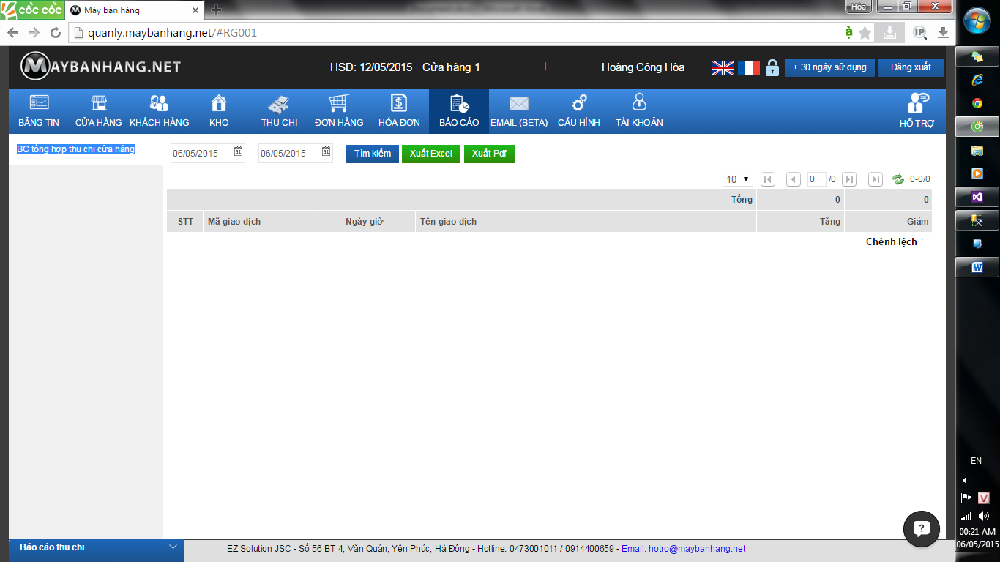 CỐC CỐC
Máy bán hàng
Hòa
quanly.maybanhang.net/#RG001
IP
MAYBANHANG.NET
HSD: 12/05/2015 | Cửa hàng 1 |
Hoàng Công Hòa
+ 30 ngày sử dụng
Đăng xuất
BẢNG TIN CỬA HÀNG KHÁCH HÀNG KHO THU CHI ĐƠN HÀNG HÓA ĐƠN BÁO CÁO EMAIL (BETA) CẤU HÌNH TÀI KHOẢN HỖ TRỢ
BC tổng hợp thu chi cửa hàng
06/05/2015 31 06/05/2015 31 Tìm kiếm Xuất Excel Xuất Pdf
10 0 /0 0-0/0
Tổng 0 0
STT Mã giao dịch Ngày giờ Tên giao dịch Tăng Giảm
Chênh lệch :
EN
V
00:21 AM
06/05/2015
Báo cáo thu chi
EZ Solution JSC - Số 56 BT 4, Văn Quán, Yên Phúc, Hà Đông - Hotline: 0473001011 / 0914400659 - Email: hotro@maybanhang.net